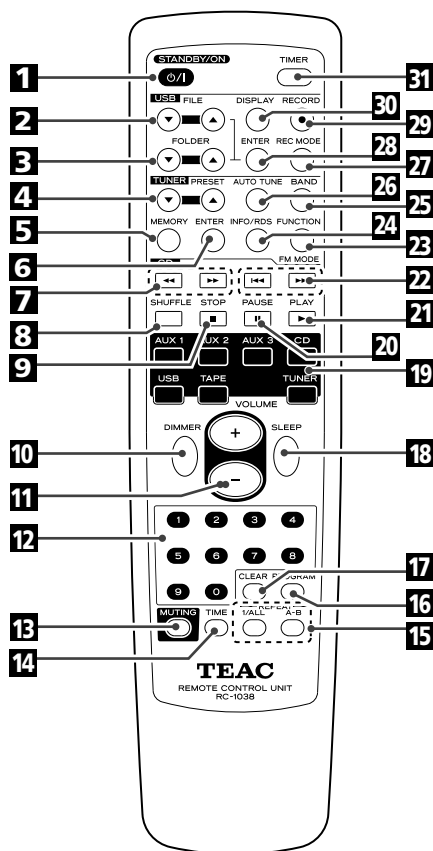 STANDBY/ON TIMER
1 31
USB FILE DISPLAY RECORD
30
2 29
FOLDER ENTER REC MODE
28
3 27
TUNER PRESET AUTO TUNE BAND
26
4 25
MEMORY ENTER INFO/RDS FUNCTION
24
5 23
6
CD FM MODE
7 22
SHUFFLE STOP PAUSE PLAY
21
8
20
9
AUX 1 AUX 2 AUX 3 CD
19
USB TAPE TUNER
VOLUME
DIMMER + SLEEP
10 18
11 −
1 2 3 4
12
5 6 7 8
17
CLEAR PROGRAM
9 0
16
REPEAT
MUTING TIME 1/ALL A-B
13 15
14
TEAC
REMOTE CONTROL UNIT
RC-1038